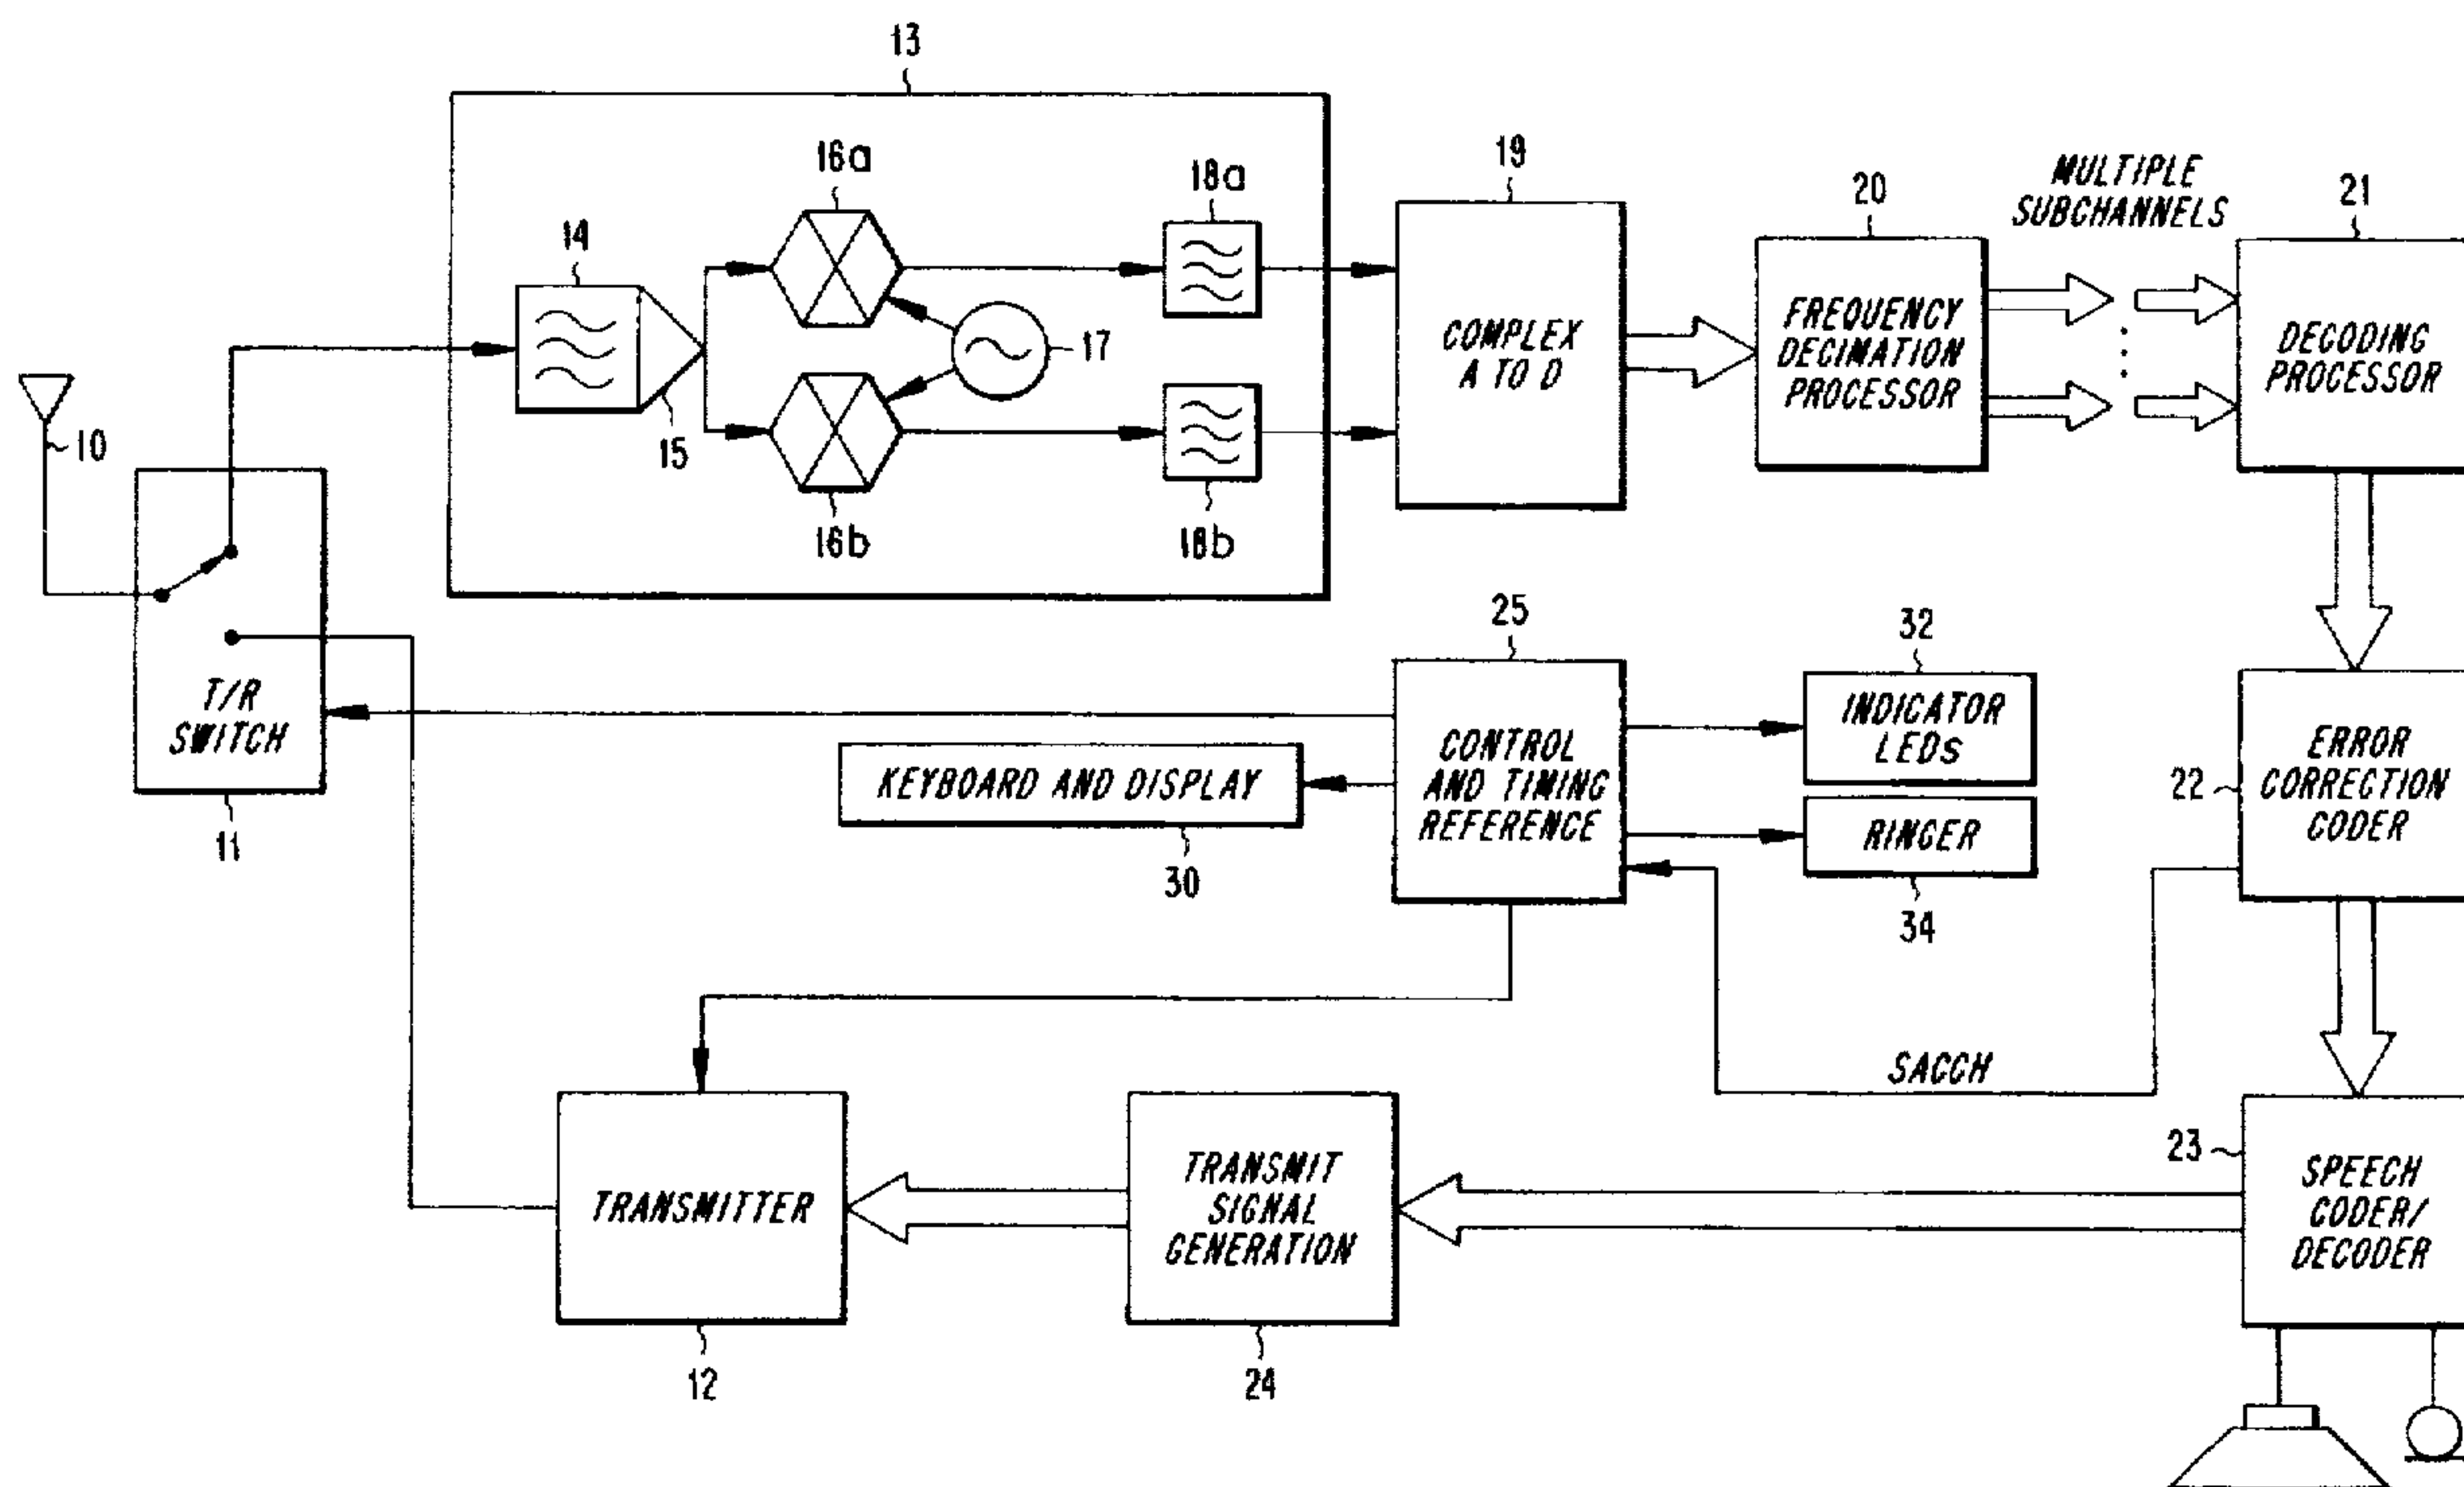 13
16a
18a
14
17
15
16b
18b
10
19
COMPLEX
A TO D
20
FREQUENCY
DECIMATION
PROCESSOR
MULTIPLE
SUBCHANNELS
21
DECODING
PROCESSOR
T/R
SWITCH
11
25
CONTROL
AND TIMING
REFERENCE
32
INDICATOR
LEDS
RINGER
34
KEYBOARD AND DISPLAY
30
22
ERROR
CORRECTION
CODER
SACCH
TRANSMITTER
12
TRANSMIT
SIGNAL
GENERATION
24
23
SPEECH
CODER/
DECODER